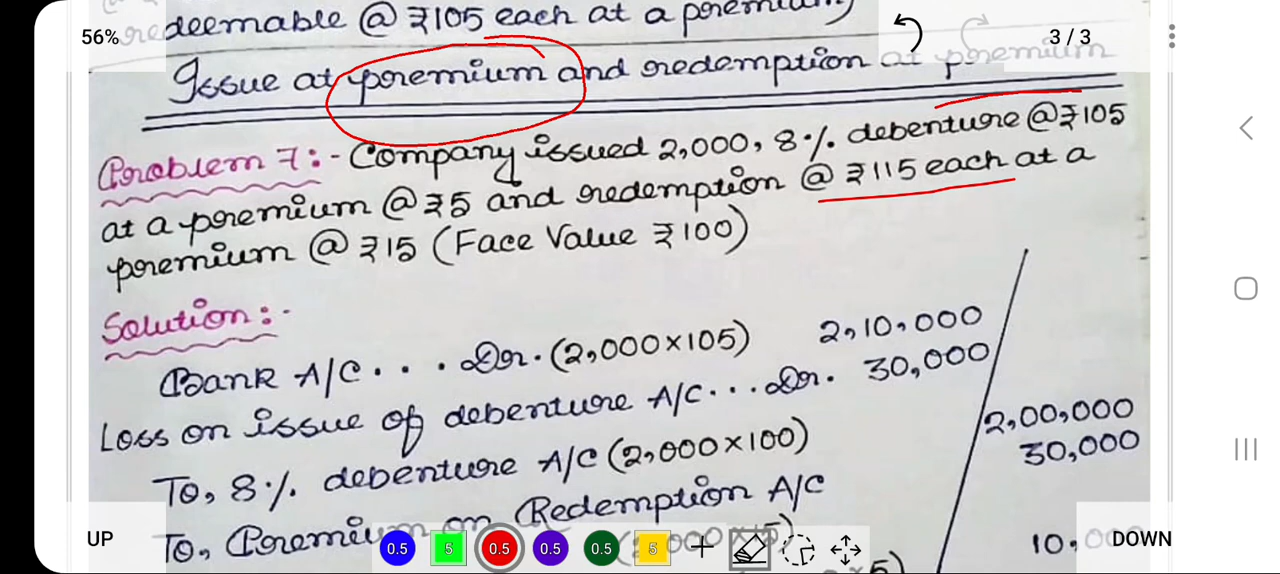 56%
redeemable @ ₹105 each at a premium)
3 / 3
Issue at premium and redemption at premium
Problem 7:- Company issued 2,000, 8% debenture @ ₹105
at a premium @ ₹5 and redemption @ ₹115 each at a
premium @ ₹15 (Face Value ₹100)
Solution:-
Bank A/C . . . Dr. (2,000×105) 2,10,000
Loss on issue of debenture A/C . . . Dr. 30,000
To, 8% debenture A/C (2,000×100) 2,00,000
To, Premium on Redemption A/C 30,000
UP
0.5
5
0.5
0.5
0.5
5
10,000
DOWN